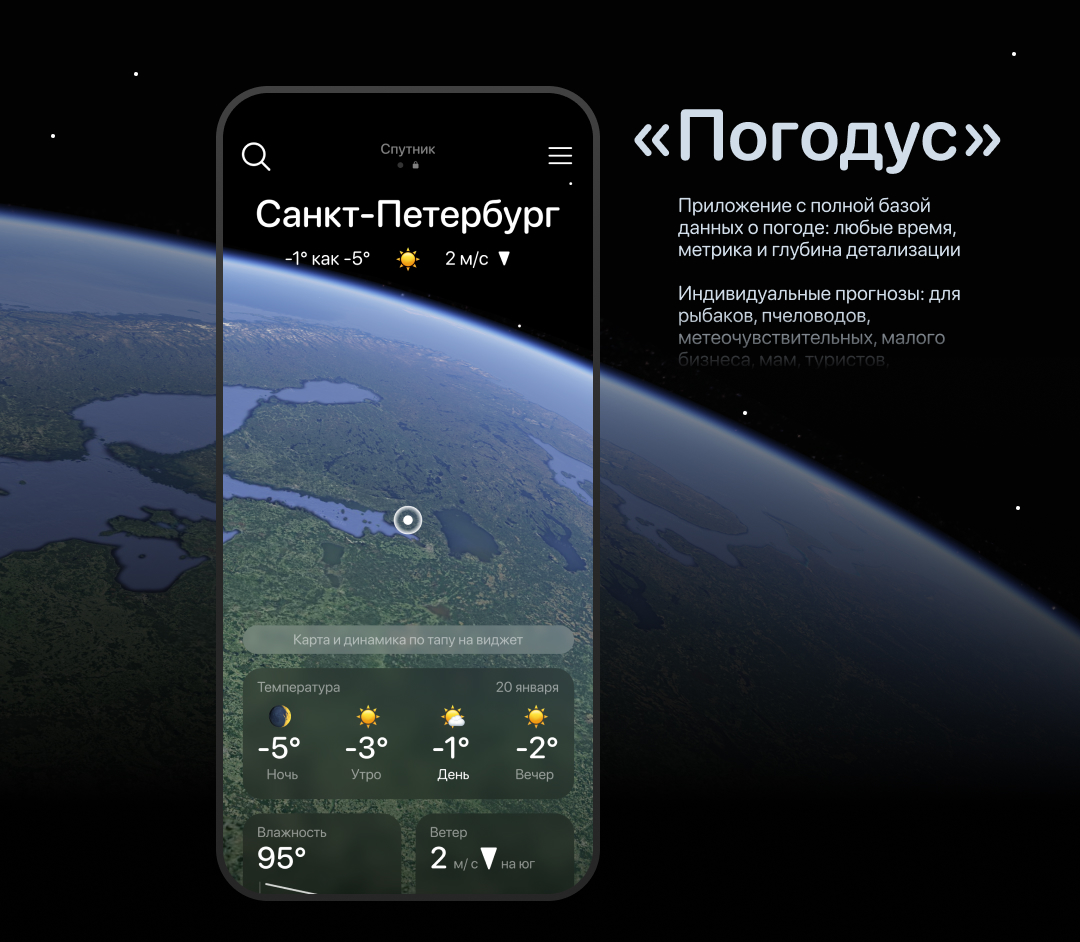 «Погодус»
Приложение с полной базой
данных о погоде: любые время,
метрика и глубина детализации
Индивидуальные прогнозы: для
рыбаков, пчеловодов,
метеочувствительных, малого
бизнеса, мам, туристов,
Спутник
Санкт-Петербург
-1° как -5° 2 м/с
Карта и динамика по тапу на виджет
Температура 20 января
-5° -3° -1° -2°
Ночь Утро День Вечер
Влажность Ветер
95° 2 м/с на юг